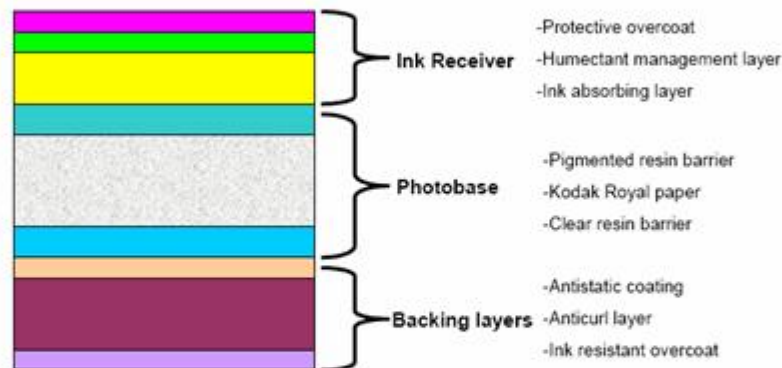 -Protective overcoat
Ink Receiver
-Humectant management layer
-Ink absorbing layer
-Pigmented resin barrier
Photobase
-Kodak Royal paper
-Clear resin barrier
-Antistatic coating
Backing layers
-Anticurl layer
-Ink resistant overcoat